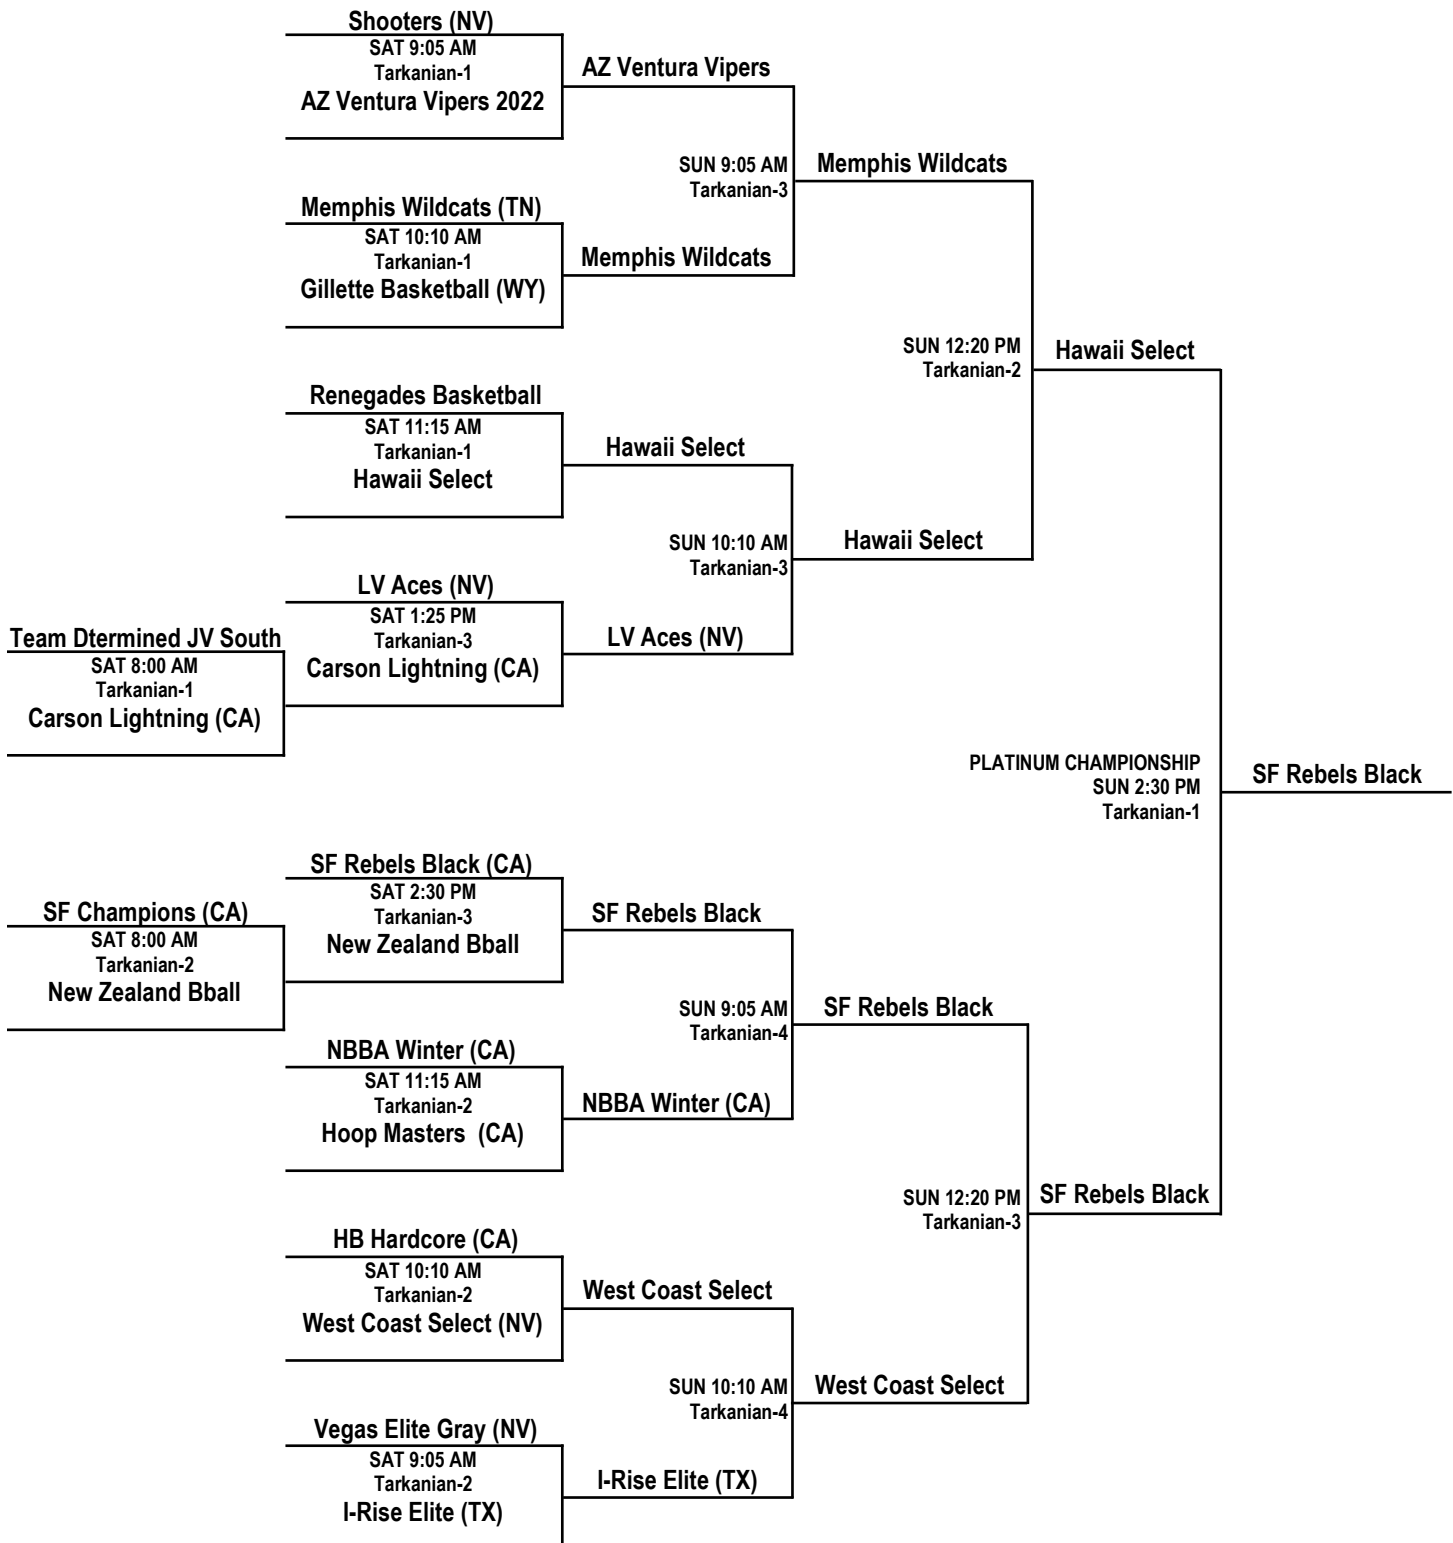 Shooters (NV)
SAT 9:05 AM
Tarkanian-1
AZ Ventura Vipers 2022
AZ Ventura Vipers
SUN 9:05 AM
Tarkanian-3
Memphis Wildcats
Memphis Wildcats (TN)
SAT 10:10 AM
Tarkanian-1
Gillette Basketball (WY)
Memphis Wildcats
SUN 12:20 PM
Tarkanian-2
Hawaii Select
Renegades Basketball
SAT 11:15 AM
Tarkanian-1
Hawaii Select
Hawaii Select
SUN 10:10 AM
Tarkanian-3
Hawaii Select
LV Aces (NV)
SAT 1:25 PM
Tarkanian-3
Carson Lightning (CA)
LV Aces (NV)
Team Dtermined JV South
SAT 8:00 AM
Tarkanian-1
Carson Lightning (CA)
PLATINUM CHAMPIONSHIP
SUN 2:30 PM
Tarkanian-1
SF Rebels Black
SF Rebels Black (CA)
SAT 2:30 PM
Tarkanian-3
New Zealand Bball
SF Rebels Black
SF Champions (CA)
SAT 8:00 AM
Tarkanian-2
New Zealand Bball
SUN 9:05 AM
Tarkanian-4
SF Rebels Black
NBBA Winter (CA)
SAT 11:15 AM
Tarkanian-2
Hoop Masters  (CA)
NBBA Winter (CA)
SUN 12:20 PM
Tarkanian-3
SF Rebels Black
HB Hardcore (CA)
SAT 10:10 AM
Tarkanian-2
West Coast Select (NV)
West Coast Select
SUN 10:10 AM
Tarkanian-4
West Coast Select
Vegas Elite Gray (NV)
SAT 9:05 AM
Tarkanian-2
I-Rise Elite (TX)
I-Rise Elite (TX)